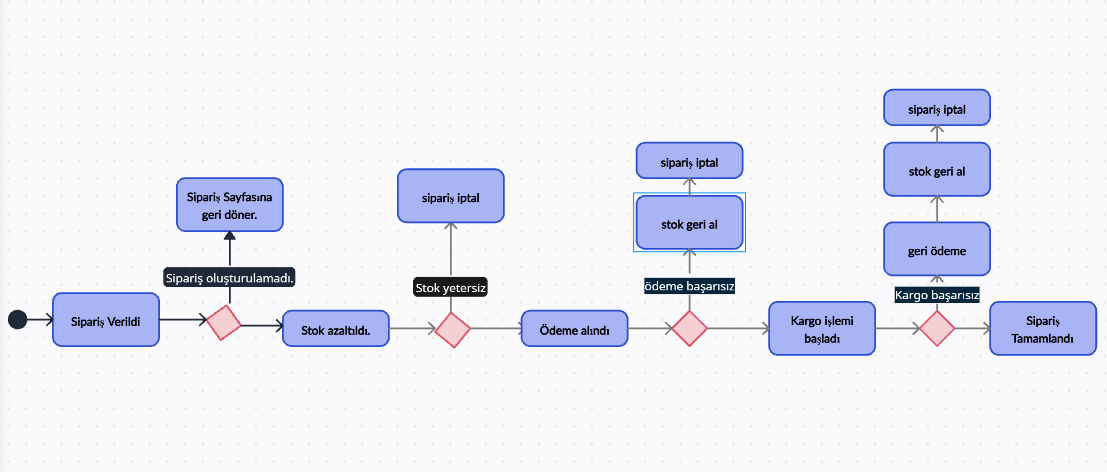 Sipariş Verildi
Sipariş Sayfasına
geri döner.
Sipariş oluşturulamadı.
Stok azaltıldı.
sipariş iptal
Stok yetersiz
Ödeme alındı
sipariş iptal
stok geri al
ödeme başarısız
Kargo işlemi
başladı
sipariş iptal
stok geri al
geri ödeme
Kargo başarısız
Sipariş
Tamamlandı